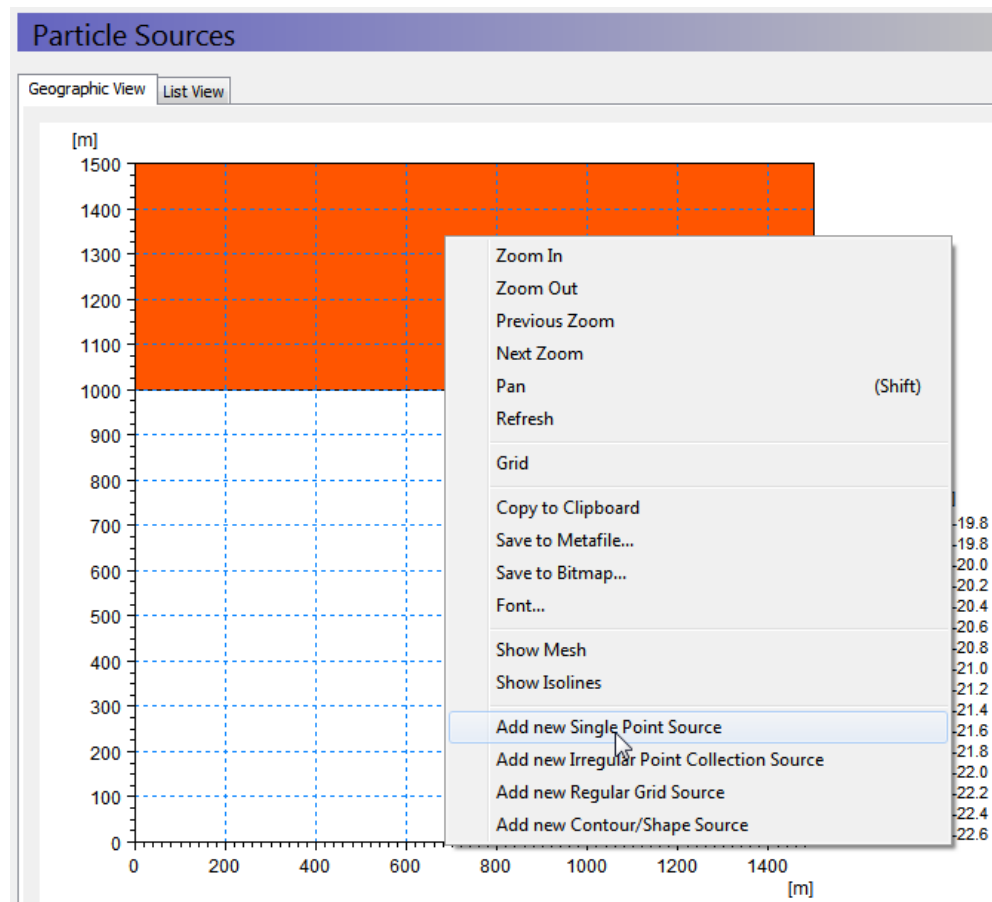 Particle Sources
Geographic View
List View
[m]
1500
1400
1300
1200
1100
1000
900
800
700
600
500
400
300
200
100
0
0 200 400 600 800 1000 1200 1400
[m]
Zoom In
Zoom Out
Previous Zoom
Next Zoom
Pan (Shift)
Refresh
Grid
Copy to Clipboard
Save to Metafile...
Save to Bitmap...
Font...
Show Mesh
Show Isolines
Add new Single Point Source
Add new Irregular Point Collection Source
Add new Regular Grid Source
Add new Contour/Shape Source
-19.8
-19.8
-20.0
-20.2
-20.4
-20.6
-20.8
-21.0
-21.2
-21.4
-21.6
-21.8
-22.0
-22.2
-22.4
-22.6